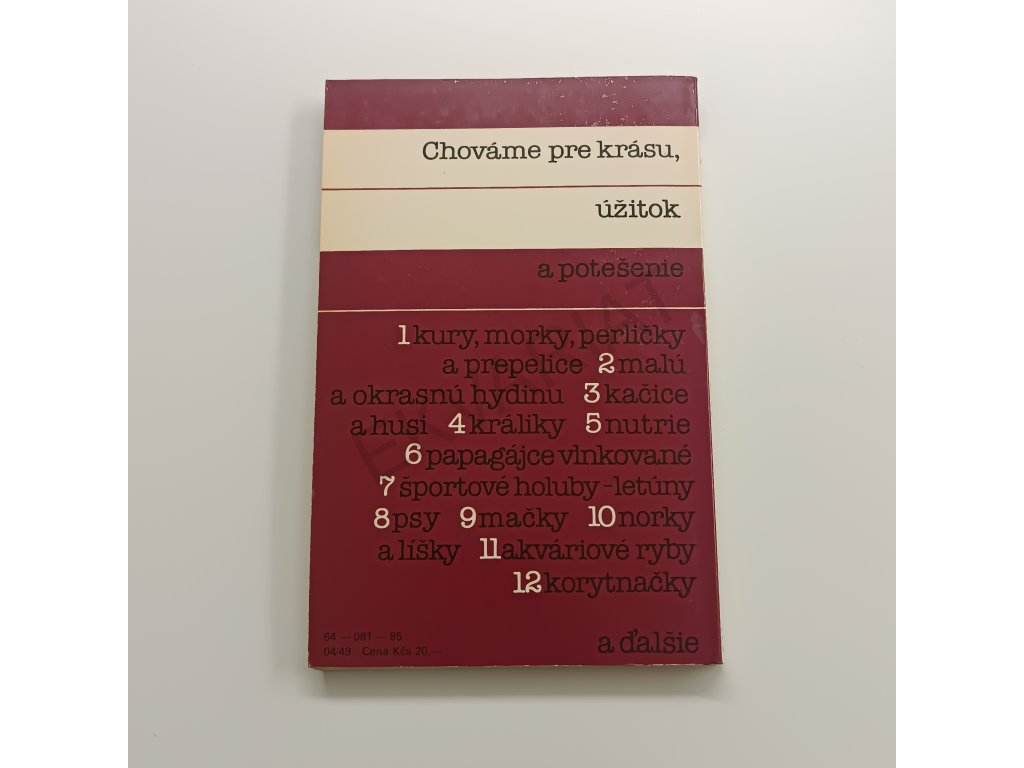 Chováme pre krásu,
úžitok
a potešenie
1 kury, morky, perličky
a prepelice 2 malú
a okrasnú hydinu 3 kačice
a husi 4 králiky 5 nutrie
6 papagájce vlnkované
7 športové holuby-letúny
8 psy 9 mačky 10 norky
a líšky 11 akváriové ryby
12 korytnačky
a ďalšie
64 — 081 — 85
04/49 Cena Kčs 20,—
EKVARIAT